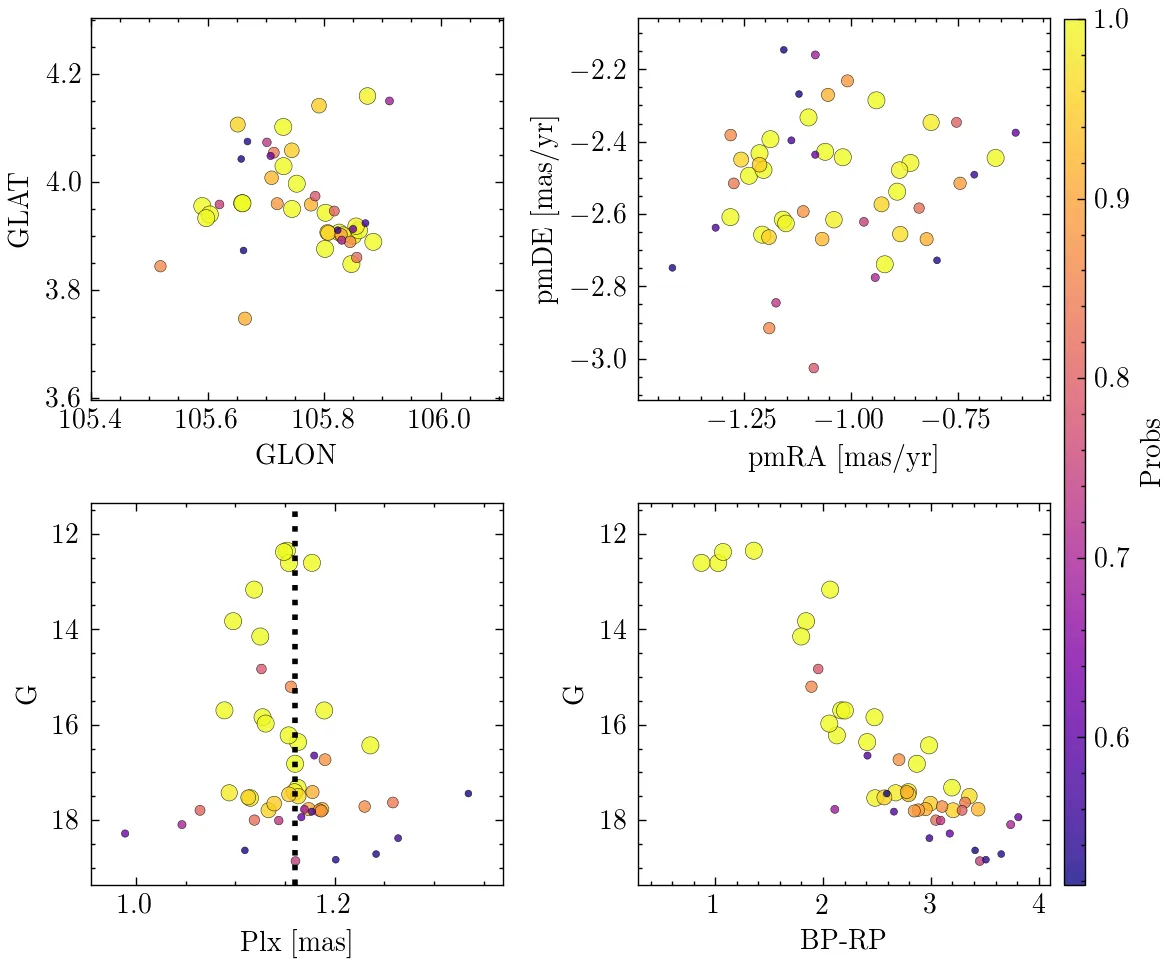 4.2
4.0
3.8
3.6
GLAT
105.4 105.6 105.8 106.0
GLON
−2.2
−2.4
−2.6
−2.8
−3.0
pmDE [mas/yr]
−1.25 −1.00 −0.75
pmRA [mas/yr]
12
14
16
18
G
1.0 1.2
Plx [mas]
12
14
16
18
G
1 2 3 4
BP-RP
1.0
0.9
0.8
0.7
0.6
Probs